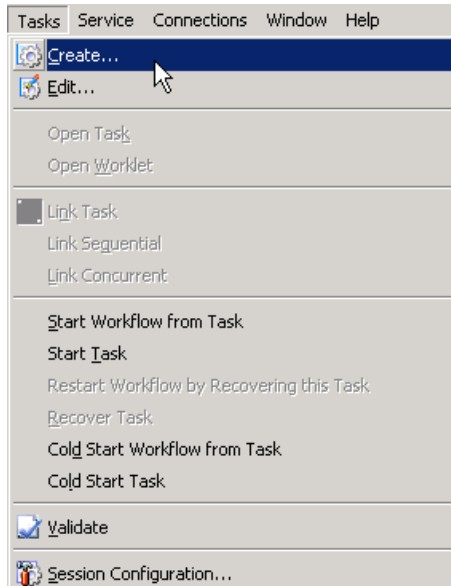 Tasks Service Connections Window Help
Create...
Edit...
Open Task
Open Worklet
Link Task
Link Sequential
Link Concurrent
Start Workflow from Task
Start Task
Restart Workflow by Recovering this Task
Recover Task
Cold Start Workflow from Task
Cold Start Task
Validate
Session Configuration...